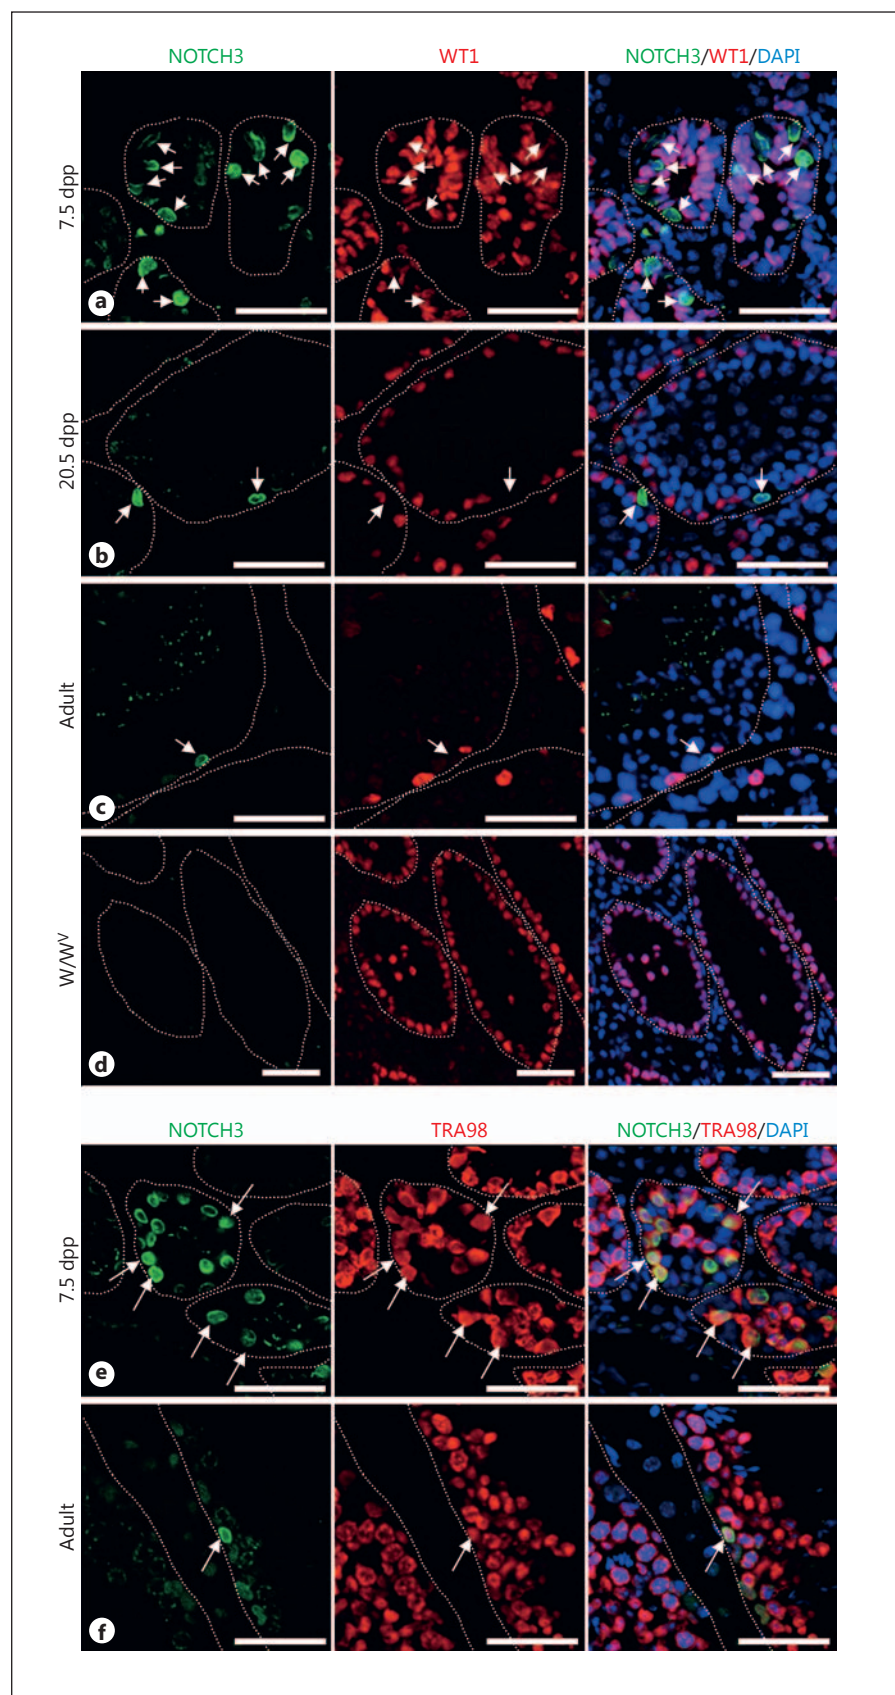 NOTCH3 WT1 NOTCH3/WT1/DAPI
7.5 dpp
a
20.5 dpp
b
Adult
c
W/Wᵛ
d
NOTCH3 TRA98 NOTCH3/TRA98/DAPI
7.5 dpp
e
Adult
f